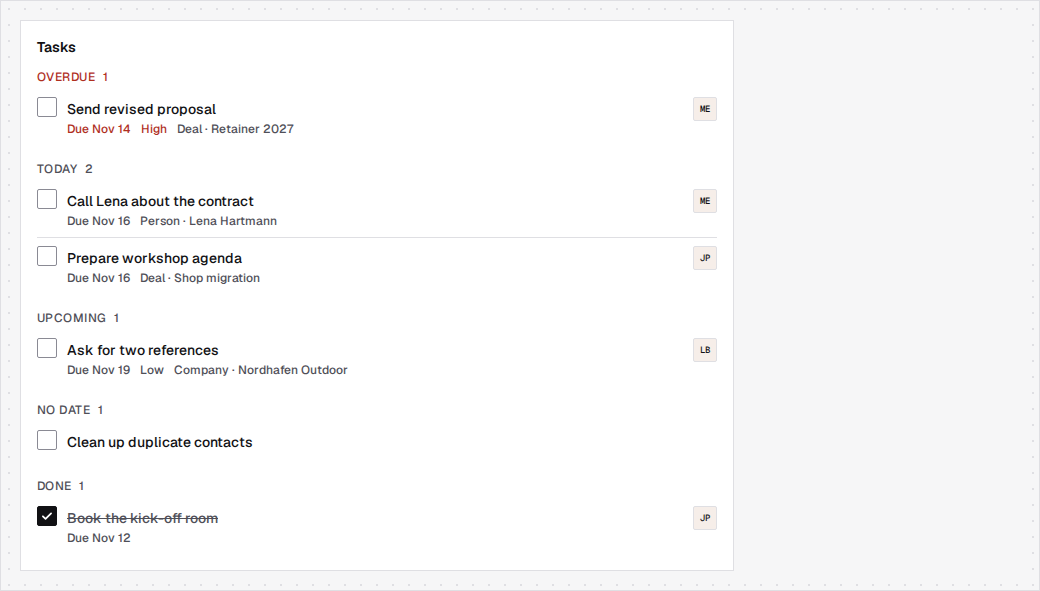 Tasks
OVERDUE 1
Send revised proposal ME
Due Nov 14 High Deal · Retainer 2027
TODAY 2
Call Lena about the contract ME
Due Nov 16 Person · Lena Hartmann
Prepare workshop agenda JP
Due Nov 16 Deal · Shop migration
UPCOMING 1
Ask for two references LB
Due Nov 19 Low Company · Nordhafen Outdoor
NO DATE 1
Clean up duplicate contacts
DONE 1
Book the kick-off room JP
Due Nov 12